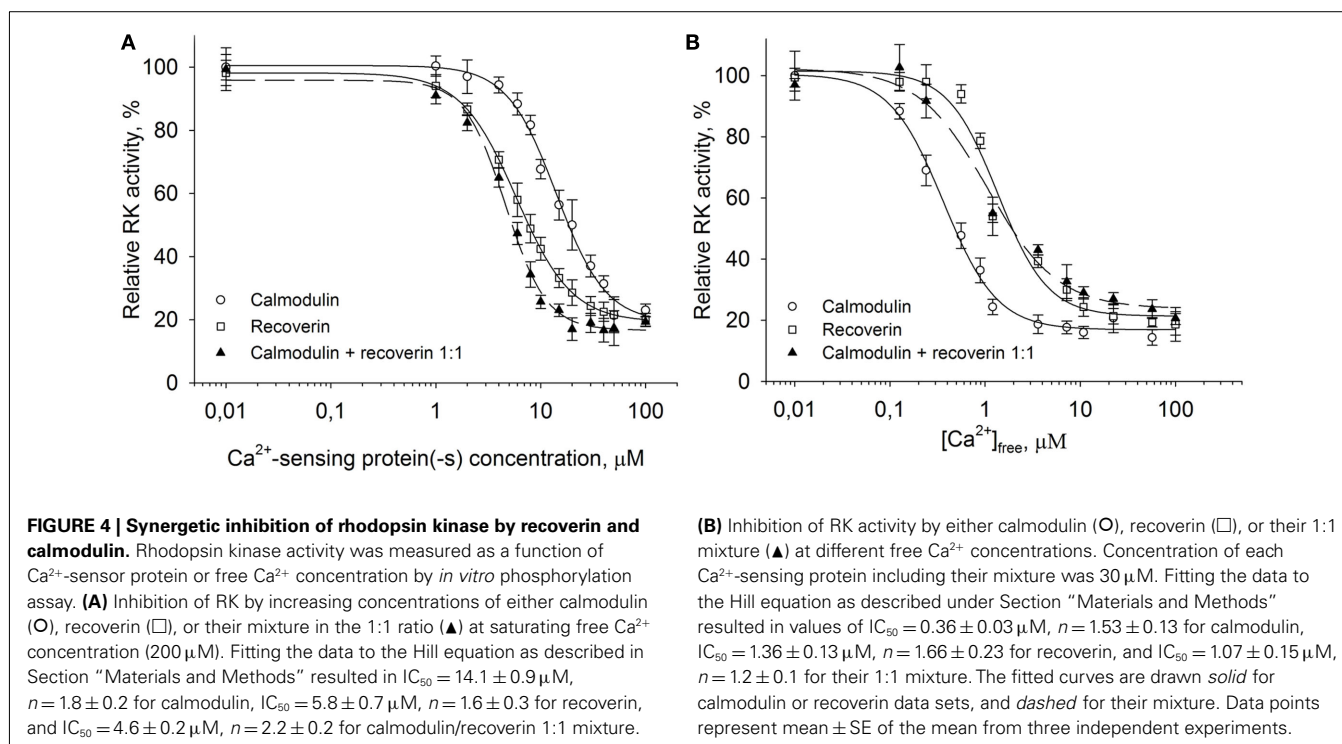 A
100
80
60
40
20
0
Relative RK activity, %
Calmodulin
Recoverin
Calmodulin + recoverin 1:1
0,01 0,1 1 10 100
Ca²⁺-sensing protein(-s) concentration, µM
B
100
80
60
40
20
0
Relative RK activity, %
Calmodulin
Recoverin
Calmodulin + recoverin 1:1
0,01 0,1 1 10 100
[Ca²⁺]free, µM
FIGURE 4 | Synergetic inhibition of rhodopsin kinase by recoverin and
calmodulin. Rhodopsin kinase activity was measured as a function of
Ca²⁺-sensor protein or free Ca²⁺ concentration by in vitro phosphorylation
assay. (A) Inhibition of RK by increasing concentrations of either calmodulin
(O), recoverin (□), or their mixture in the 1:1 ratio (▲) at saturating free Ca²⁺
concentration (200 µM). Fitting the data to the Hill equation as described in
Section “Materials and Methods” resulted in IC₅₀ = 14.1 ± 0.9 µM,
n = 1.8 ± 0.2 for calmodulin, IC₅₀ = 5.8 ± 0.7 µM, n = 1.6 ± 0.3 for recoverin,
and IC₅₀ = 4.6 ± 0.2 µM, n = 2.2 ± 0.2 for calmodulin/recoverin 1:1 mixture.
(B) Inhibition of RK activity by either calmodulin (O), recoverin (□), or their 1:1
mixture (▲) at different free Ca²⁺ concentrations. Concentration of each
Ca²⁺-sensing protein including their mixture was 30 µM. Fitting the data to
the Hill equation as described under Section “Materials and Methods”
resulted in values of IC₅₀ = 0.36 ± 0.03 µM, n = 1.53 ± 0.13 for calmodulin,
IC₅₀ = 1.36 ± 0.13 µM, n = 1.66 ± 0.23 for recoverin, and IC₅₀ = 1.07 ± 0.15 µM,
n = 1.2 ± 0.1 for their 1:1 mixture. The fitted curves are drawn solid for
calmodulin or recoverin data sets, and dashed for their mixture. Data points
represent mean ± SE of the mean from three independent experiments.